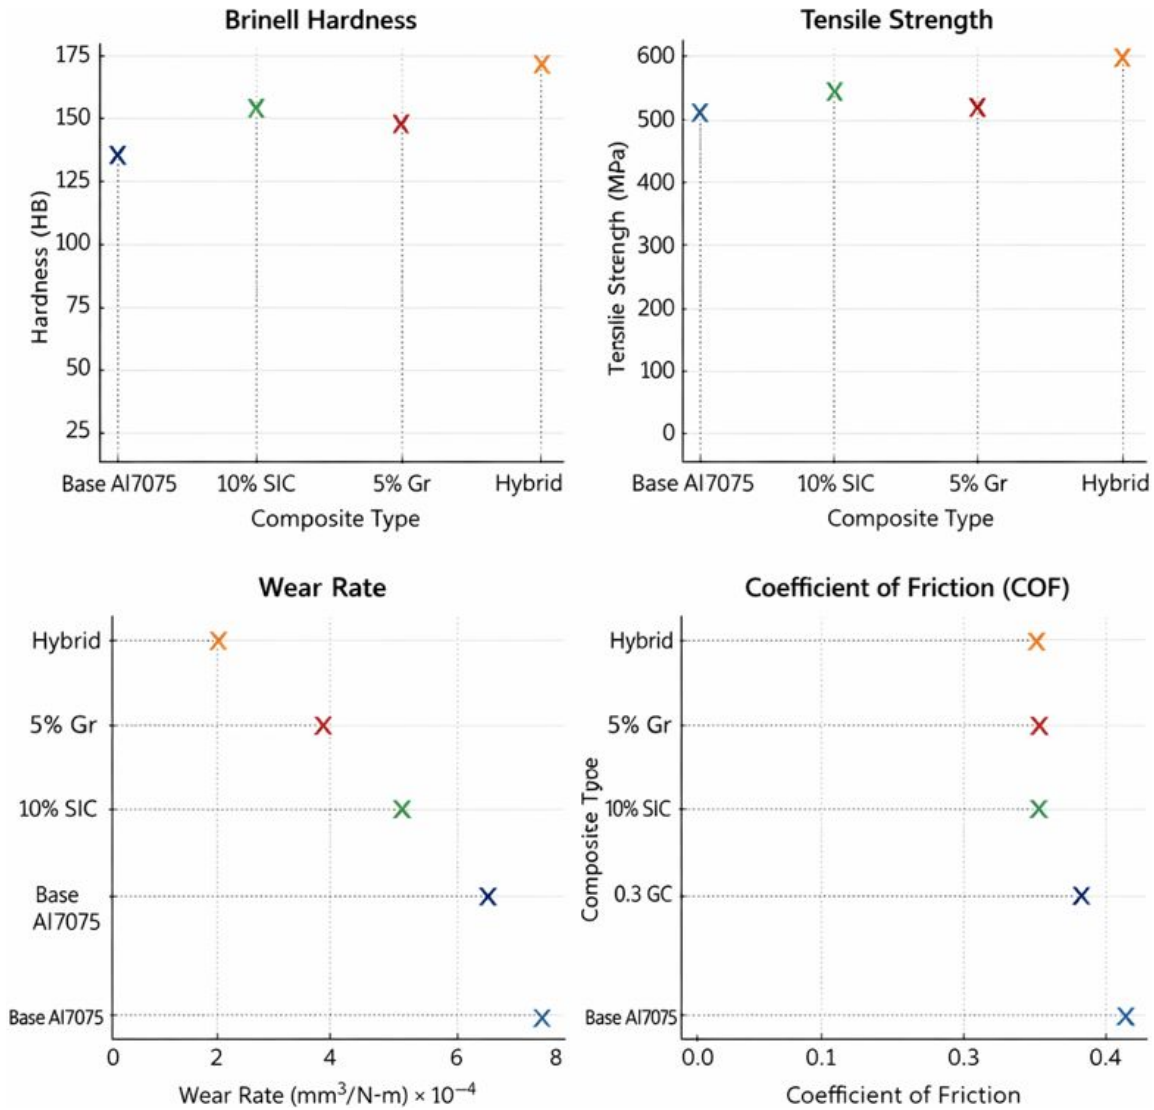 Brinell Hardness
175
150
125
100
75
50
25
Hardness (HB)
Base Al7075 10% SIC 5% Gr Hybrid
Composite Type
Tensile Strength
600
500
400
300
200
100
0
Tensile Strength (MPa)
Base Al7075 10% SIC 5% Gr Hybrid
Composite Type
Wear Rate
Hybrid
5% Gr
10% SIC
Base
Al7075
Base Al7075
0 2 4 6 8
Wear Rate (mm³/N-m) × 10⁻⁴
Coefficient of Friction (COF)
Hybrid
5% Gr
10% SIC
0.3 GC
Base Al7075
Composite Type
0.0 0.1 0.3 0.4
Coefficient of Friction